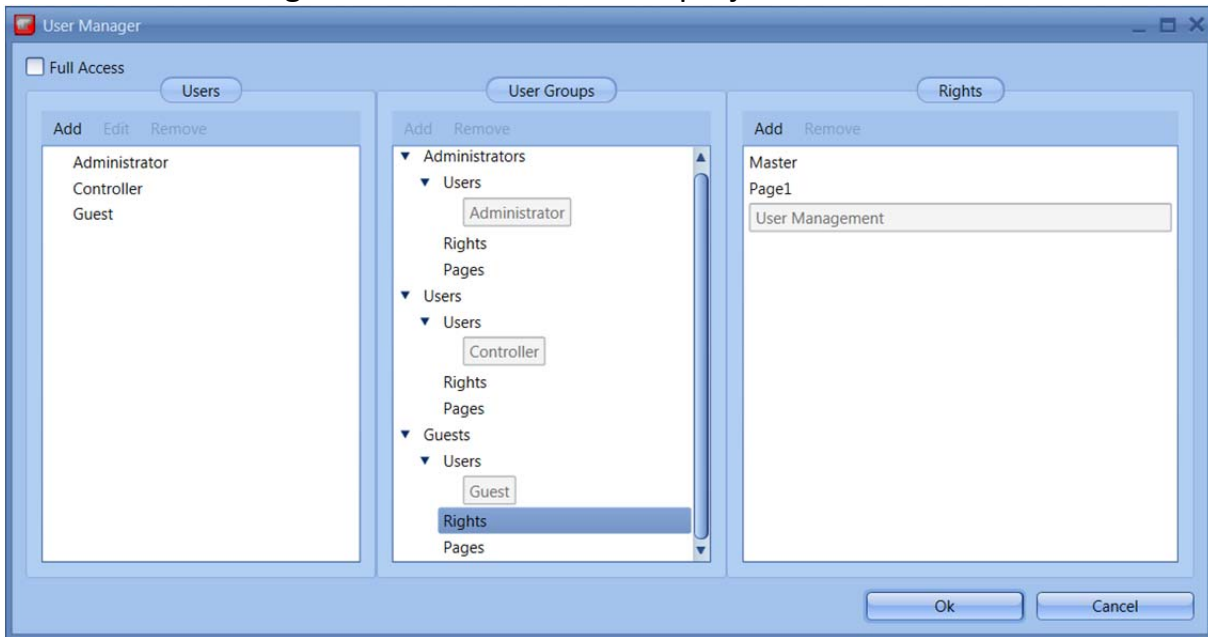 User Manager
Full Access
Users
User Groups
Rights
Add Edit Remove
Add Remove
Add Remove
Administrator
Controller
Guest
Administrators
Users
Administrator
Rights
Pages
Users
Users
Controller
Rights
Pages
Guests
Users
Guest
Rights
Pages
Master
Page1
User Management
Ok
Cancel